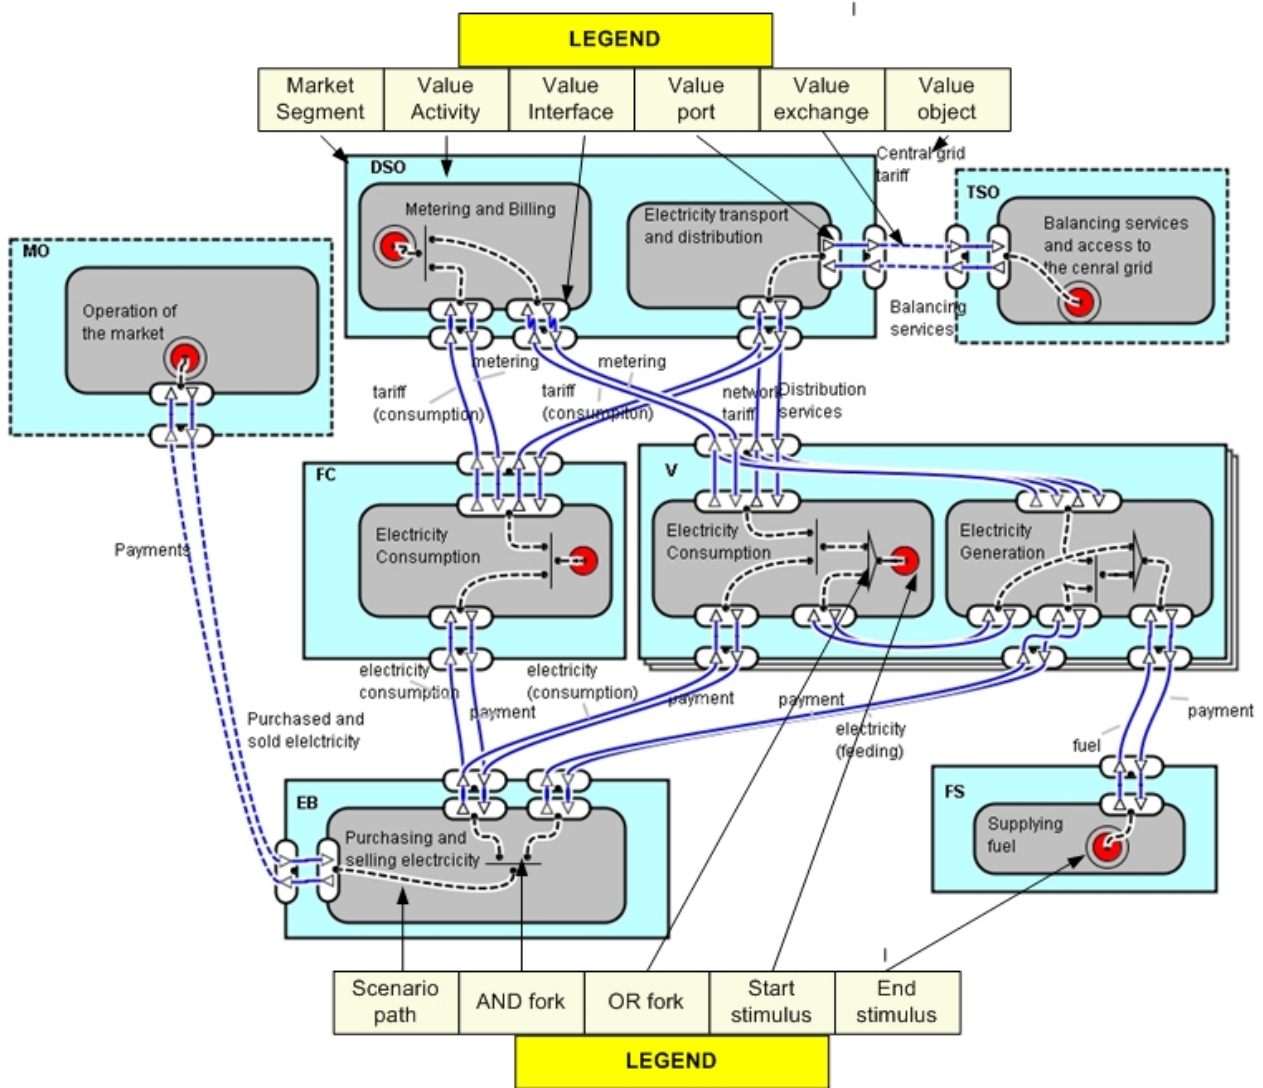 LEGEND
Market
Segment
Value
Activity
Value
Interface
Value
port
Value
exchange
Value
object
DSO
Metering and Billing
Electricity transport
and distribution
Central grid
tariff
TSO
Balancing services
and access to
the cenral grid
Balancing
services
MO
Operation of
the market
metering
metering
tariff
(consumption)
tariff
(consumpiton)
network
tariff
Distribution
services
FC
Electricity
Consumption
V
Electricity
Consumption
Electricity
Generation
Payments
electricity
consumption
payment
electricity
(consumption)
payment
payment
electricity
(feeding)
payment
fuel
Purchased and
sold elelctricity
EB
Purchasing and
selling electrcicity
FS
Supplying
fuel
Scenario
path
AND fork
OR fork
Start
stimulus
End
stimulus
LEGEND